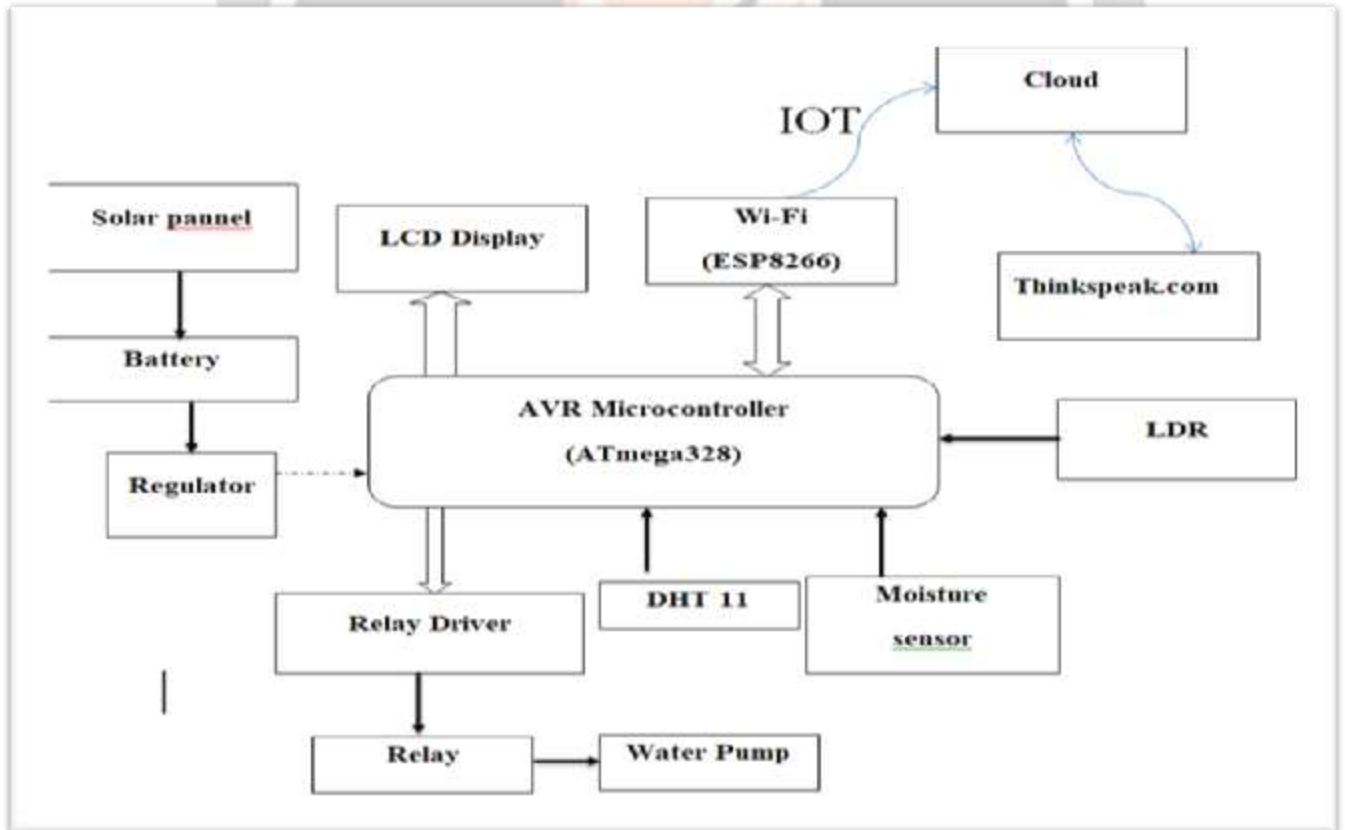 Cloud
IOT
Solar pannel
LCD Display
Wi-Fi
(ESP8266)
Thinkspeak.com
Battery
AVR Microcontroller
(ATmega328)
LDR
Regulator
Relay Driver
DHT 11
Moisture
sensor
Relay
Water Pump